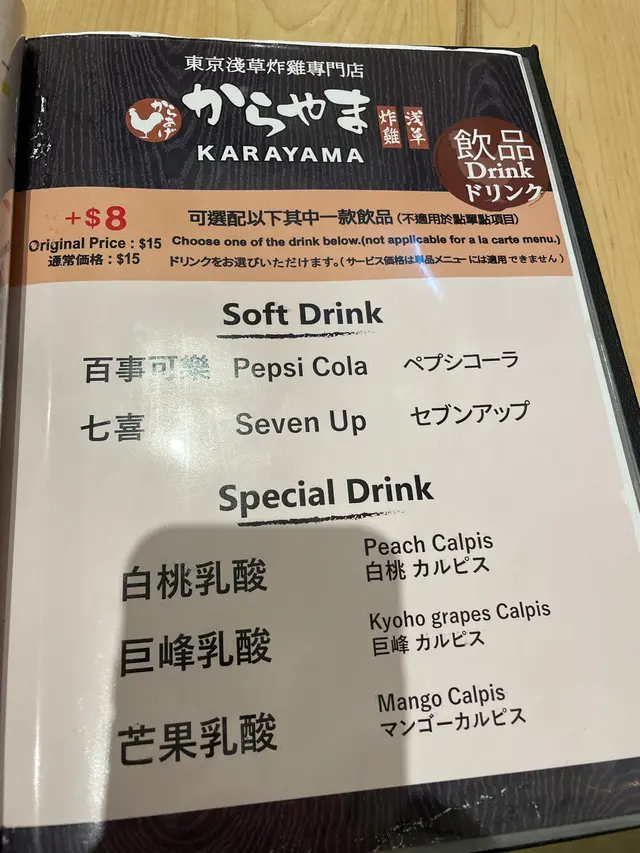 東京淺草炸雞專門店
からあげ
からやま
炸雞
浅草
KARAYAMA
飲品
Drink
ドリンク
+$8
Original Price : $15
通常価格 : $15
可選配以下其中一款飲品 (不適用於點單點項目)
Choose one of the drink below.(not applicable for a la carte menu.)
ドリンクをお選びいただけます。(サービス価格は単品メニューには適用できません)
Soft Drink
百事可樂 Pepsi Cola ペプシコーラ
七喜 Seven Up セブンアップ
Special Drink
白桃乳酸
Peach Calpis
白桃 カルピス
巨峰乳酸
Kyoho grapes Calpis
巨峰 カルピス
芒果乳酸
Mango Calpis
マンゴーカルピス